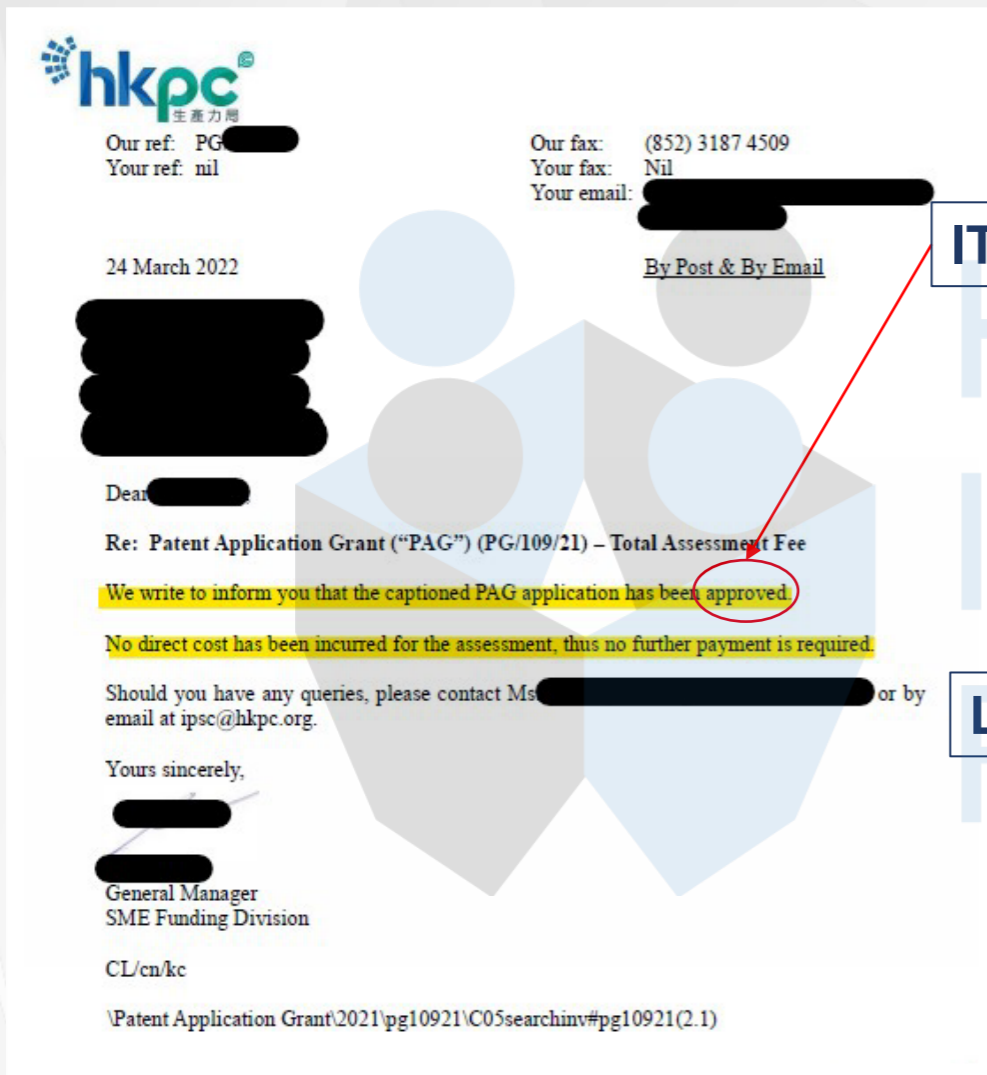 hkpc
生產力局
Our ref: PG
Your ref: nil
Our fax: (852) 3187 4509
Your fax: Nil
Your email:
24 March 2022
By Post & By Email
IT
Dear
Re: Patent Application Grant (“PAG”) (PG/109/21) – Total Assessment Fee
We write to inform you that the captioned PAG application has been approved.
No direct cost has been incurred for the assessment, thus no further payment is required.
Should you have any queries, please contact Ms or by
email at ipsc@hkpc.org.
L
Yours sincerely,
General Manager
SME Funding Division
CL/cn/kc
\Patent Application Grant\2021\pg10921\C05searchinv#pg10921(2.1)